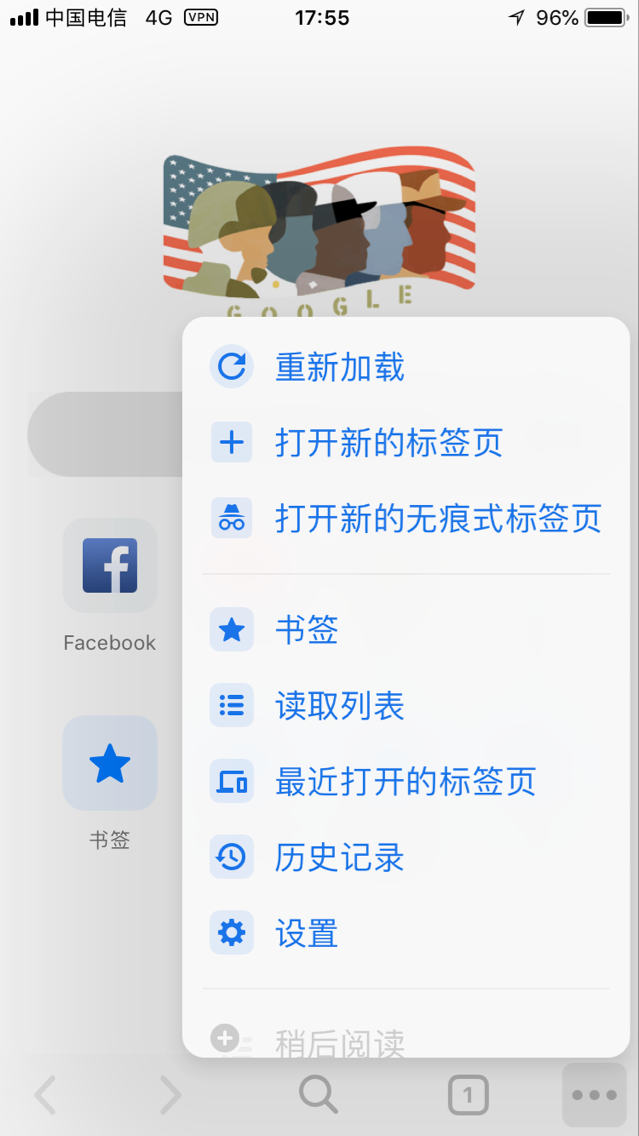 中国电信 4G VPN 17:55 96%
GOOGLE
重新加载
打开新的标签页
打开新的无痕式标签页
Facebook
书签
读取列表
书签
最近打开的标签页
历史记录
设置
稍后阅读
1